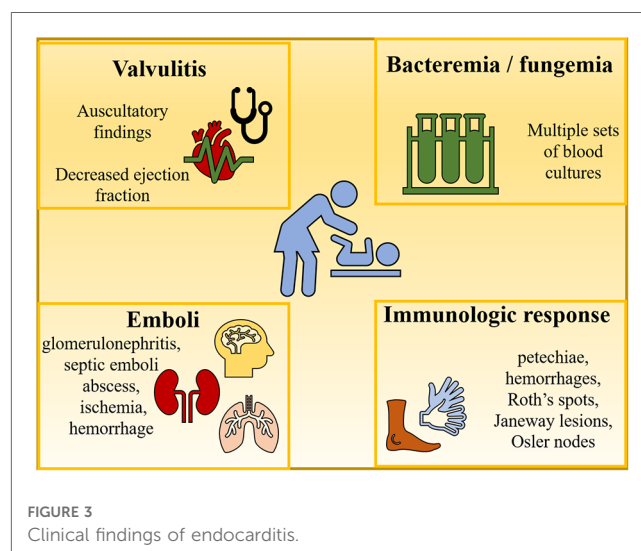 Valvulitis
Auscultatory
findings
Decreased ejection
fraction
Bacteremia / fungemia
Multiple sets
of blood
cultures
Emboli
glomerulonephritis,
septic emboli
abscess,
ischemia,
hemorrhage
Immunologic response
petechiae,
hemorrhages,
Roth's spots,
Janeway lesions,
Osler nodes
FIGURE 3
Clinical findings of endocarditis.